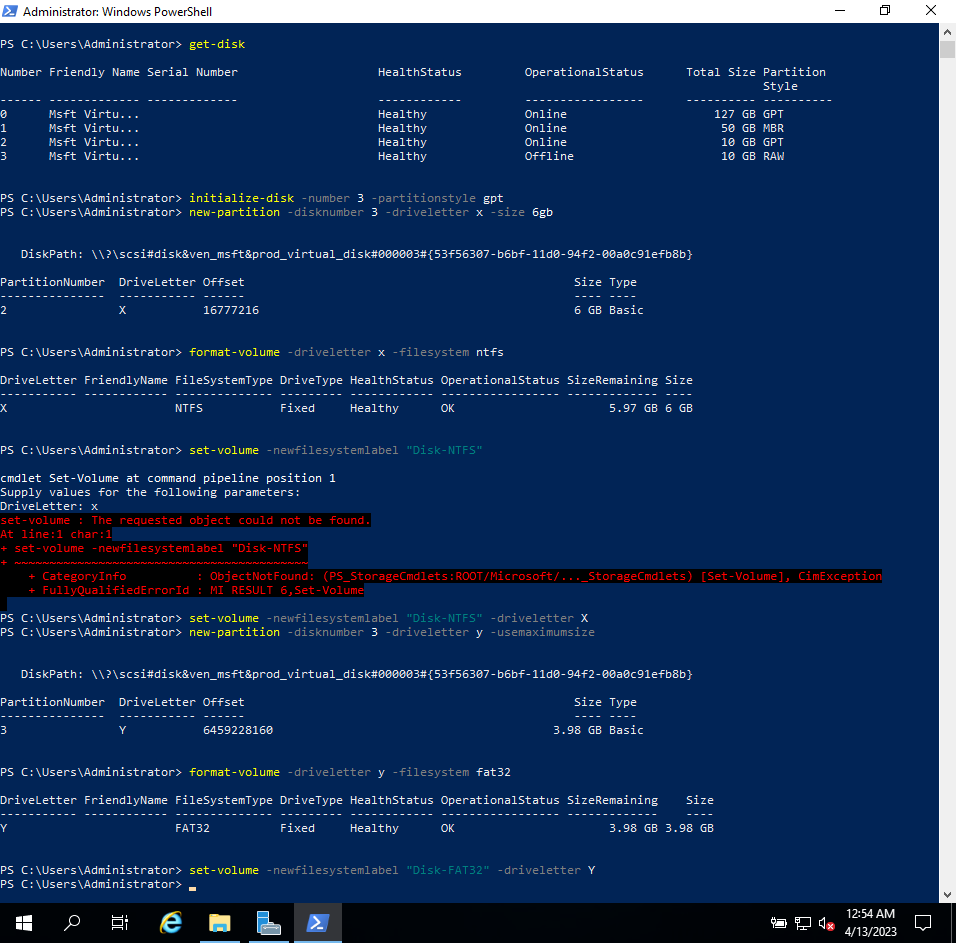 Administrator: Windows PowerShell
PS C:\Users\Administrator> get-disk
Number Friendly Name Serial Number                    HealthStatus         OperationalStatus      Total Size Partition
                                                                                                             Style
------ ------------- -------------                    ------------         -----------------      ---------- ----------
0      Msft Virtu...                                  Healthy              Online                     127 GB GPT
1      Msft Virtu...                                  Healthy              Online                      50 GB MBR
2      Msft Virtu...                                  Healthy              Online                      10 GB GPT
3      Msft Virtu...                                  Healthy              Offline                     10 GB RAW
PS C:\Users\Administrator> initialize-disk -number 3 -partitionstyle gpt
PS C:\Users\Administrator> new-partition -disknumber 3 -driveletter x -size 6gb
   DiskPath: \\?\scsi#disk&ven_msft&prod_virtual_disk#000003#{53f56307-b6bf-11d0-94f2-00a0c91efb8b}
PartitionNumber  DriveLetter Offset                                               Size Type
---------------  ----------- ------                                               ---- ----
2                X           16777216                                             6 GB Basic
PS C:\Users\Administrator> format-volume -driveletter x -filesystem ntfs
DriveLetter FriendlyName FileSystemType DriveType HealthStatus OperationalStatus SizeRemaining Size
----------- ------------ -------------- --------- ------------ ----------------- ------------- ----
X                        NTFS           Fixed     Healthy      OK                      5.97 GB 6 GB
PS C:\Users\Administrator> set-volume -newfilesystemlabel "Disk-NTFS"
cmdlet Set-Volume at command pipeline position 1
Supply values for the following parameters:
DriveLetter: x
set-volume : The requested object could not be found.
At line:1 char:1
+ set-volume -newfilesystemlabel "Disk-NTFS"
+ ~~~~~~~~~~~~~~~~~~~~~~~~~~~~~~~~~~~~~~~~~~
    + CategoryInfo          : ObjectNotFound: (PS_StorageCmdlets:ROOT/Microsoft/..._StorageCmdlets) [Set-Volume], CimException
    + FullyQualifiedErrorId : MI RESULT 6,Set-Volume
PS C:\Users\Administrator> set-volume -newfilesystemlabel "Disk-NTFS" -driveletter X
PS C:\Users\Administrator> new-partition -disknumber 3 -driveletter y -usemaximumsize
   DiskPath: \\?\scsi#disk&ven_msft&prod_virtual_disk#000003#{53f56307-b6bf-11d0-94f2-00a0c91efb8b}
PartitionNumber  DriveLetter Offset                                               Size Type
---------------  ----------- ------                                               ---- ----
3                Y           6459228160                                        3.98 GB Basic
PS C:\Users\Administrator> format-volume -driveletter y -filesystem fat32
DriveLetter FriendlyName FileSystemType DriveType HealthStatus OperationalStatus SizeRemaining    Size
----------- ------------ -------------- --------- ------------ ----------------- -------------    ----
Y                        FAT32          Fixed     Healthy      OK                      3.98 GB 3.98 GB
PS C:\Users\Administrator> set-volume -newfilesystemlabel "Disk-FAT32" -driveletter Y
PS C:\Users\Administrator>
12:54 AM
4/13/2023